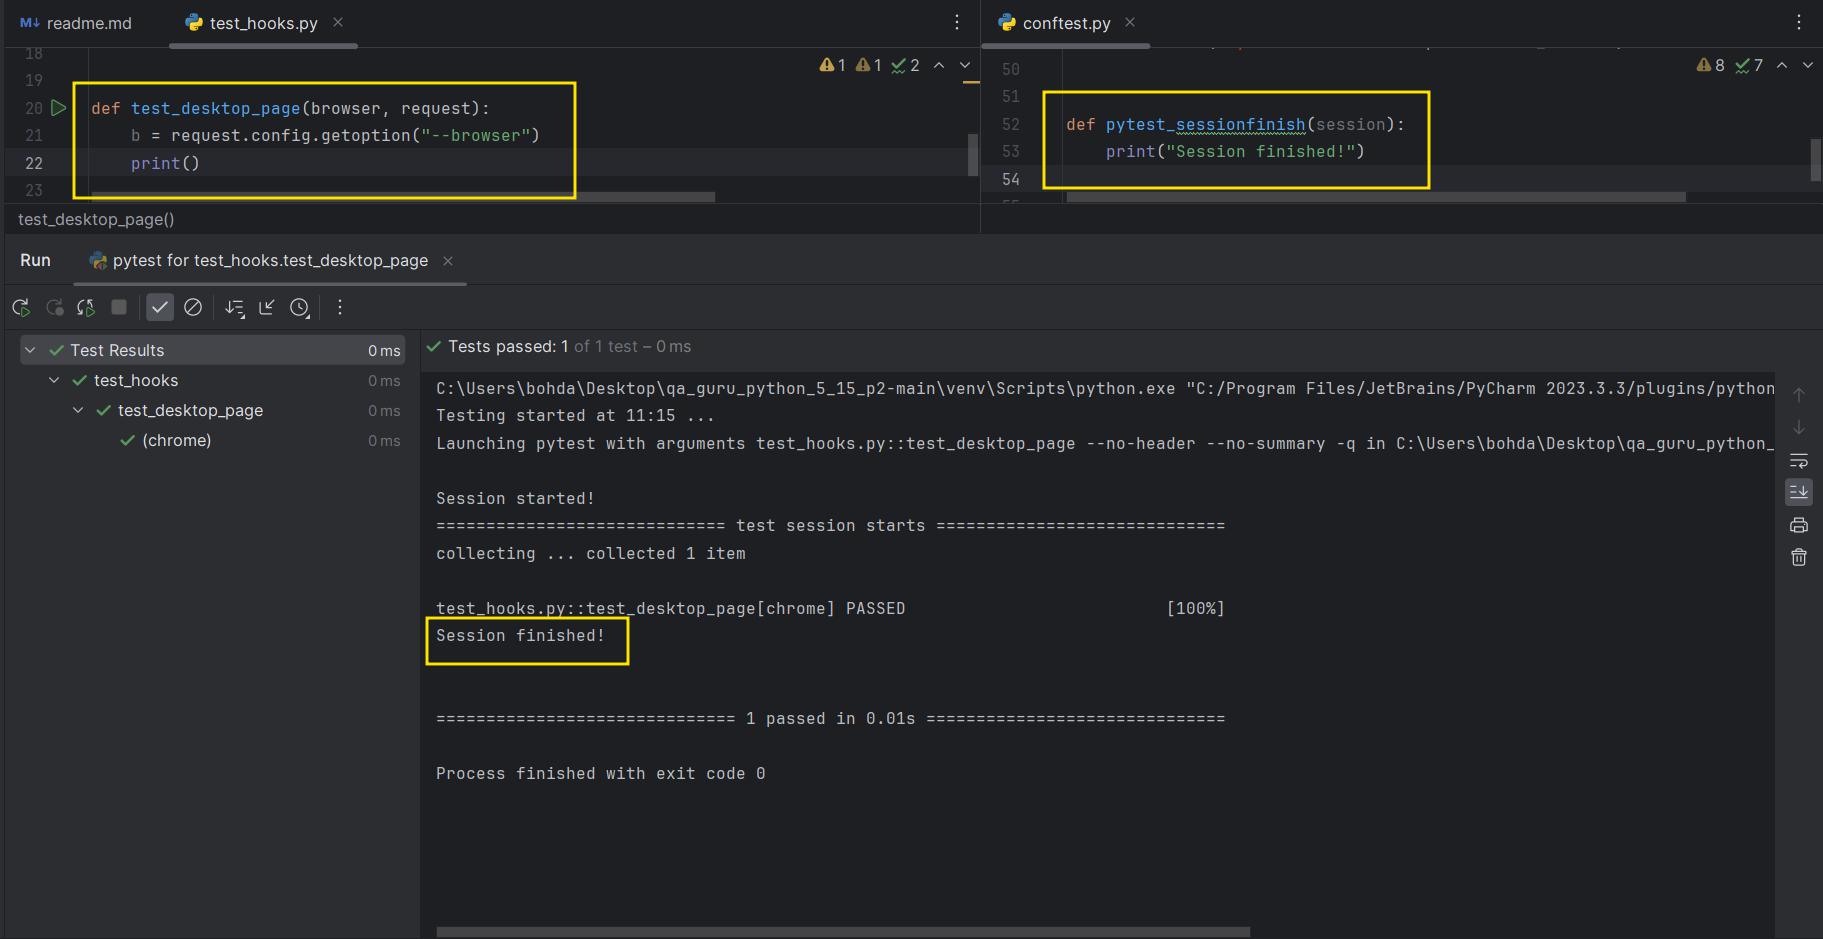 M↓ readme.md
test_hooks.py
conftest.py
18
1 1 2
19
20 def test_desktop_page(browser, request):
21 b = request.config.getoption("--browser")
22 print()
23
50
8 7
51
52 def pytest_sessionfinish(session):
53 print("Session finished!")
54
test_desktop_page()
Run pytest for test_hooks.test_desktop_page
Test Results 0 ms
test_hooks 0 ms
test_desktop_page 0 ms
(chrome) 0 ms
Tests passed: 1 of 1 test – 0 ms
C:\Users\bohda\Desktop\qa_guru_python_5_15_p2-main\venv\Scripts\python.exe "C:/Program Files/JetBrains/PyCharm 2023.3.3/plugins/python
Testing started at 11:15 ...
Launching pytest with arguments test_hooks.py::test_desktop_page --no-header --no-summary -q in C:\Users\bohda\Desktop\qa_guru_python_
Session started!
============================= test session starts =============================
collecting ... collected 1 item
test_hooks.py::test_desktop_page[chrome] PASSED [100%]
Session finished!
============================== 1 passed in 0.01s ==============================
Process finished with exit code 0